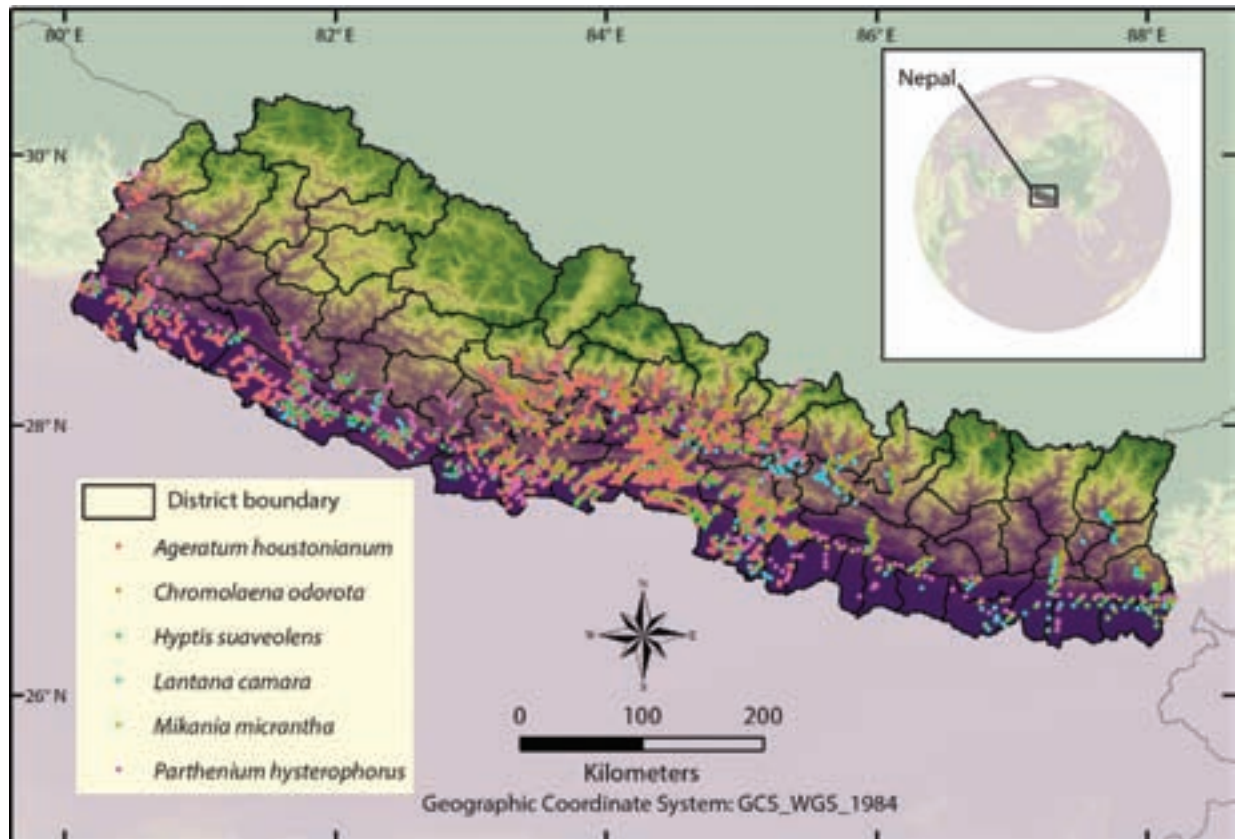 80° E
82° E
84° E
86° E
88° E
Nepal
30° N
28° N
26° N
District boundary
Ageratum houstonianum
Chromolaena odorota
Hyptis suaveolens
Lantana camara
Mikania micrantha
Parthenium hysterophorus
N
W
E
S
0
100
200
Kilometers
Geographic Coordinate System: GCS_WGS_1984